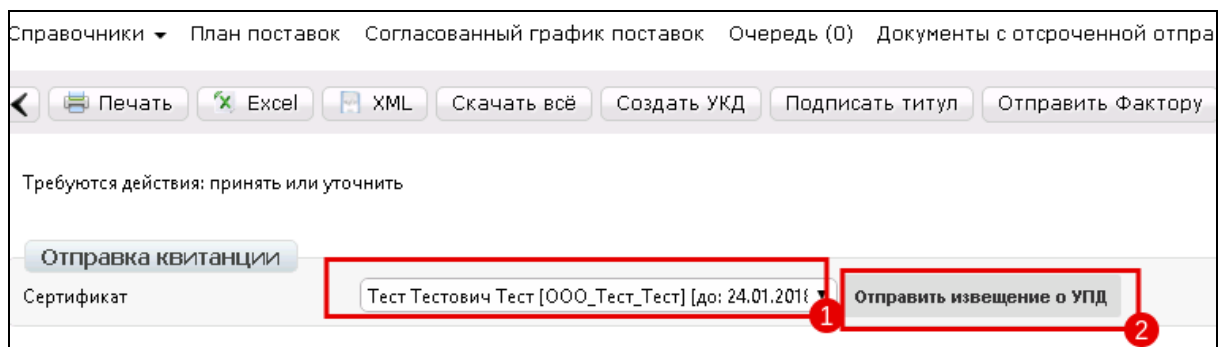 Справочники План поставок Согласованный график поставок Очередь (0) Документы с отсроченной отпра
Печать Excel XML Скачать всё Создать УКД Подписать титул Отправить Фактору
Требуются действия: принять или уточнить
Отправка квитанции
Сертификат Тест Тестович Тест [ООО_Тест_Тест] [до: 24.01.2018 Отправить извещение о УПД
1 2